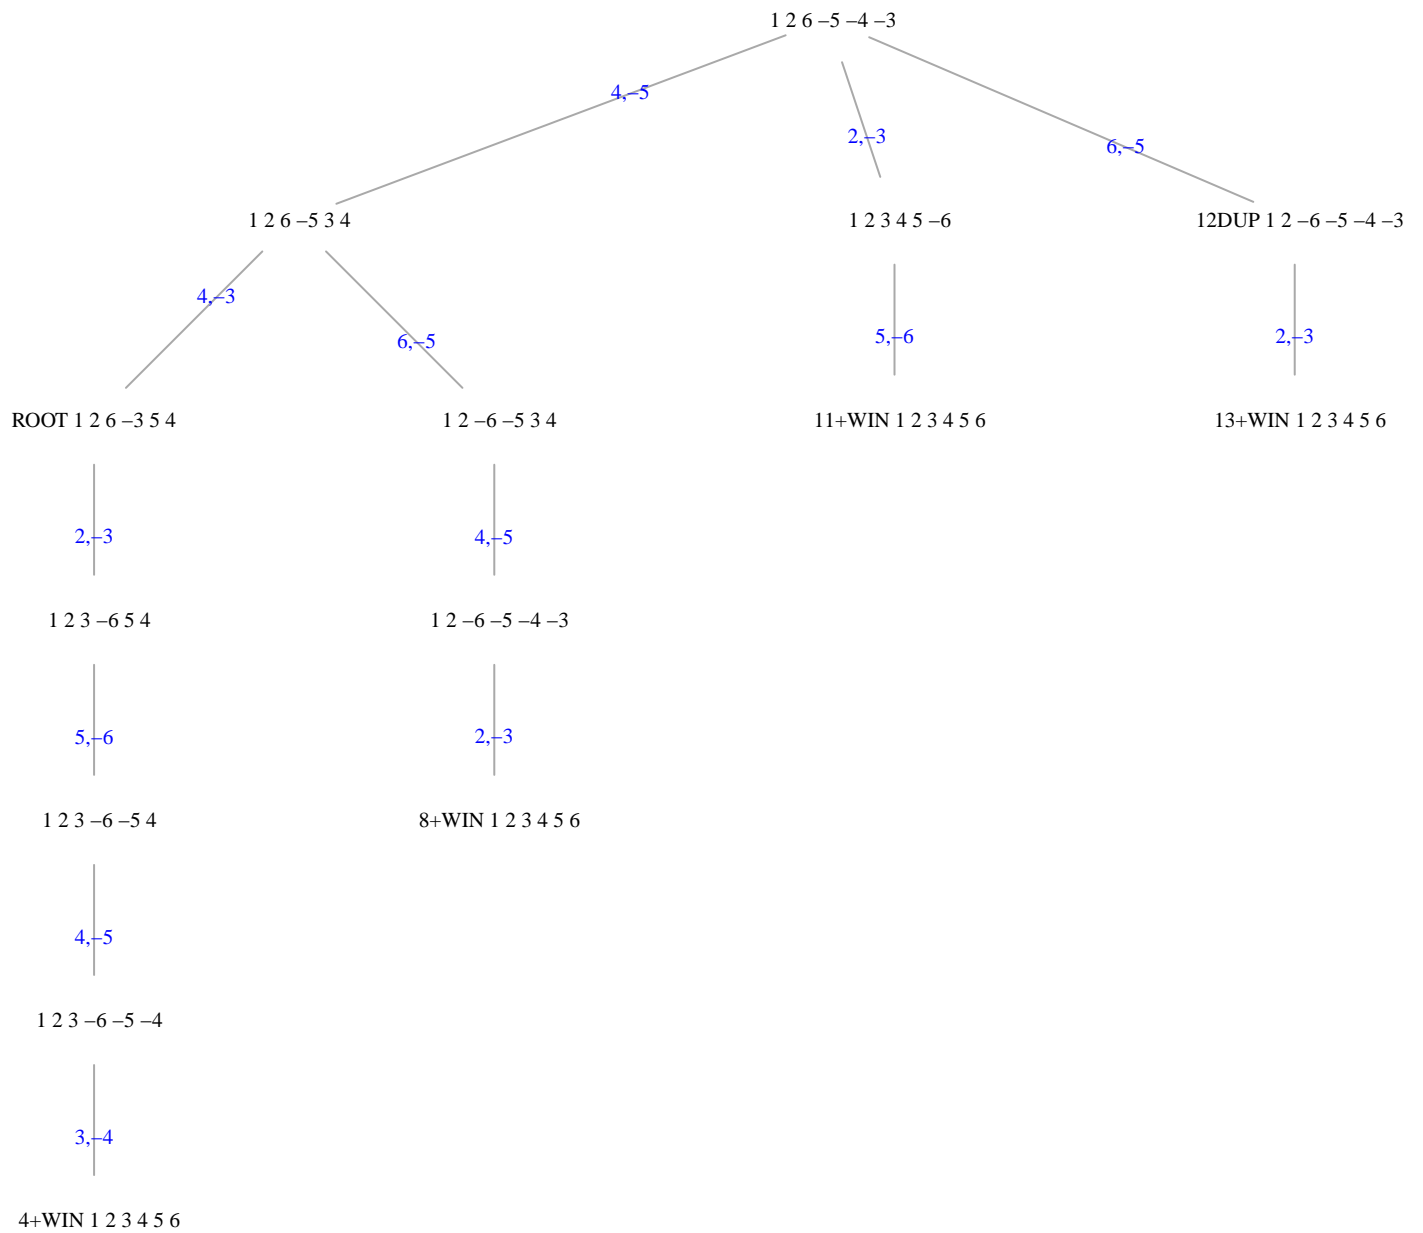 1 2 6 –5 –4 –3
4,–5
2,–3
6,–5
1 2 6 –5 3 4
1 2 3 4 5 –6
12DUP 1 2 –6 –5 –4 –3
4,–3
6,–5
5,–6
2,–3
ROOT 1 2 6 –3 5 4
1 2 –6 –5 3 4
11+WIN 1 2 3 4 5 6
13+WIN 1 2 3 4 5 6
2,–3
4,–5
1 2 3 –6 5 4
1 2 –6 –5 –4 –3
5,–6
2,–3
1 2 3 –6 –5 4
8+WIN 1 2 3 4 5 6
4,–5
1 2 3 –6 –5 –4
3,–4
4+WIN 1 2 3 4 5 6